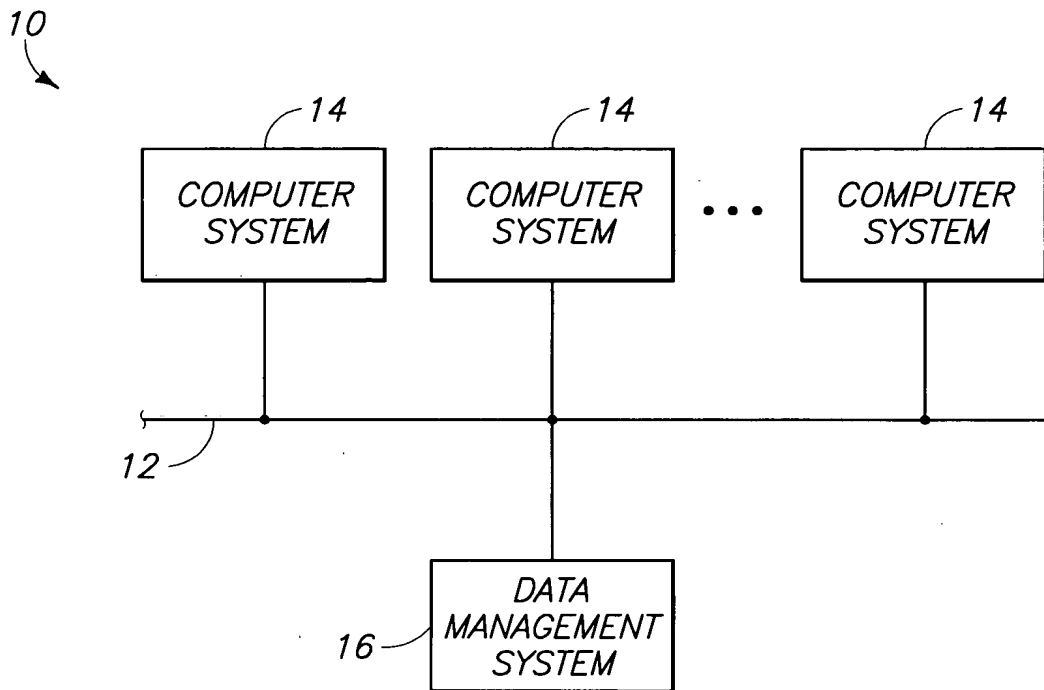 10
14
14
14
COMPUTER
SYSTEM
COMPUTER
SYSTEM
COMPUTER
SYSTEM
12
16
DATA
MANAGEMENT
SYSTEM